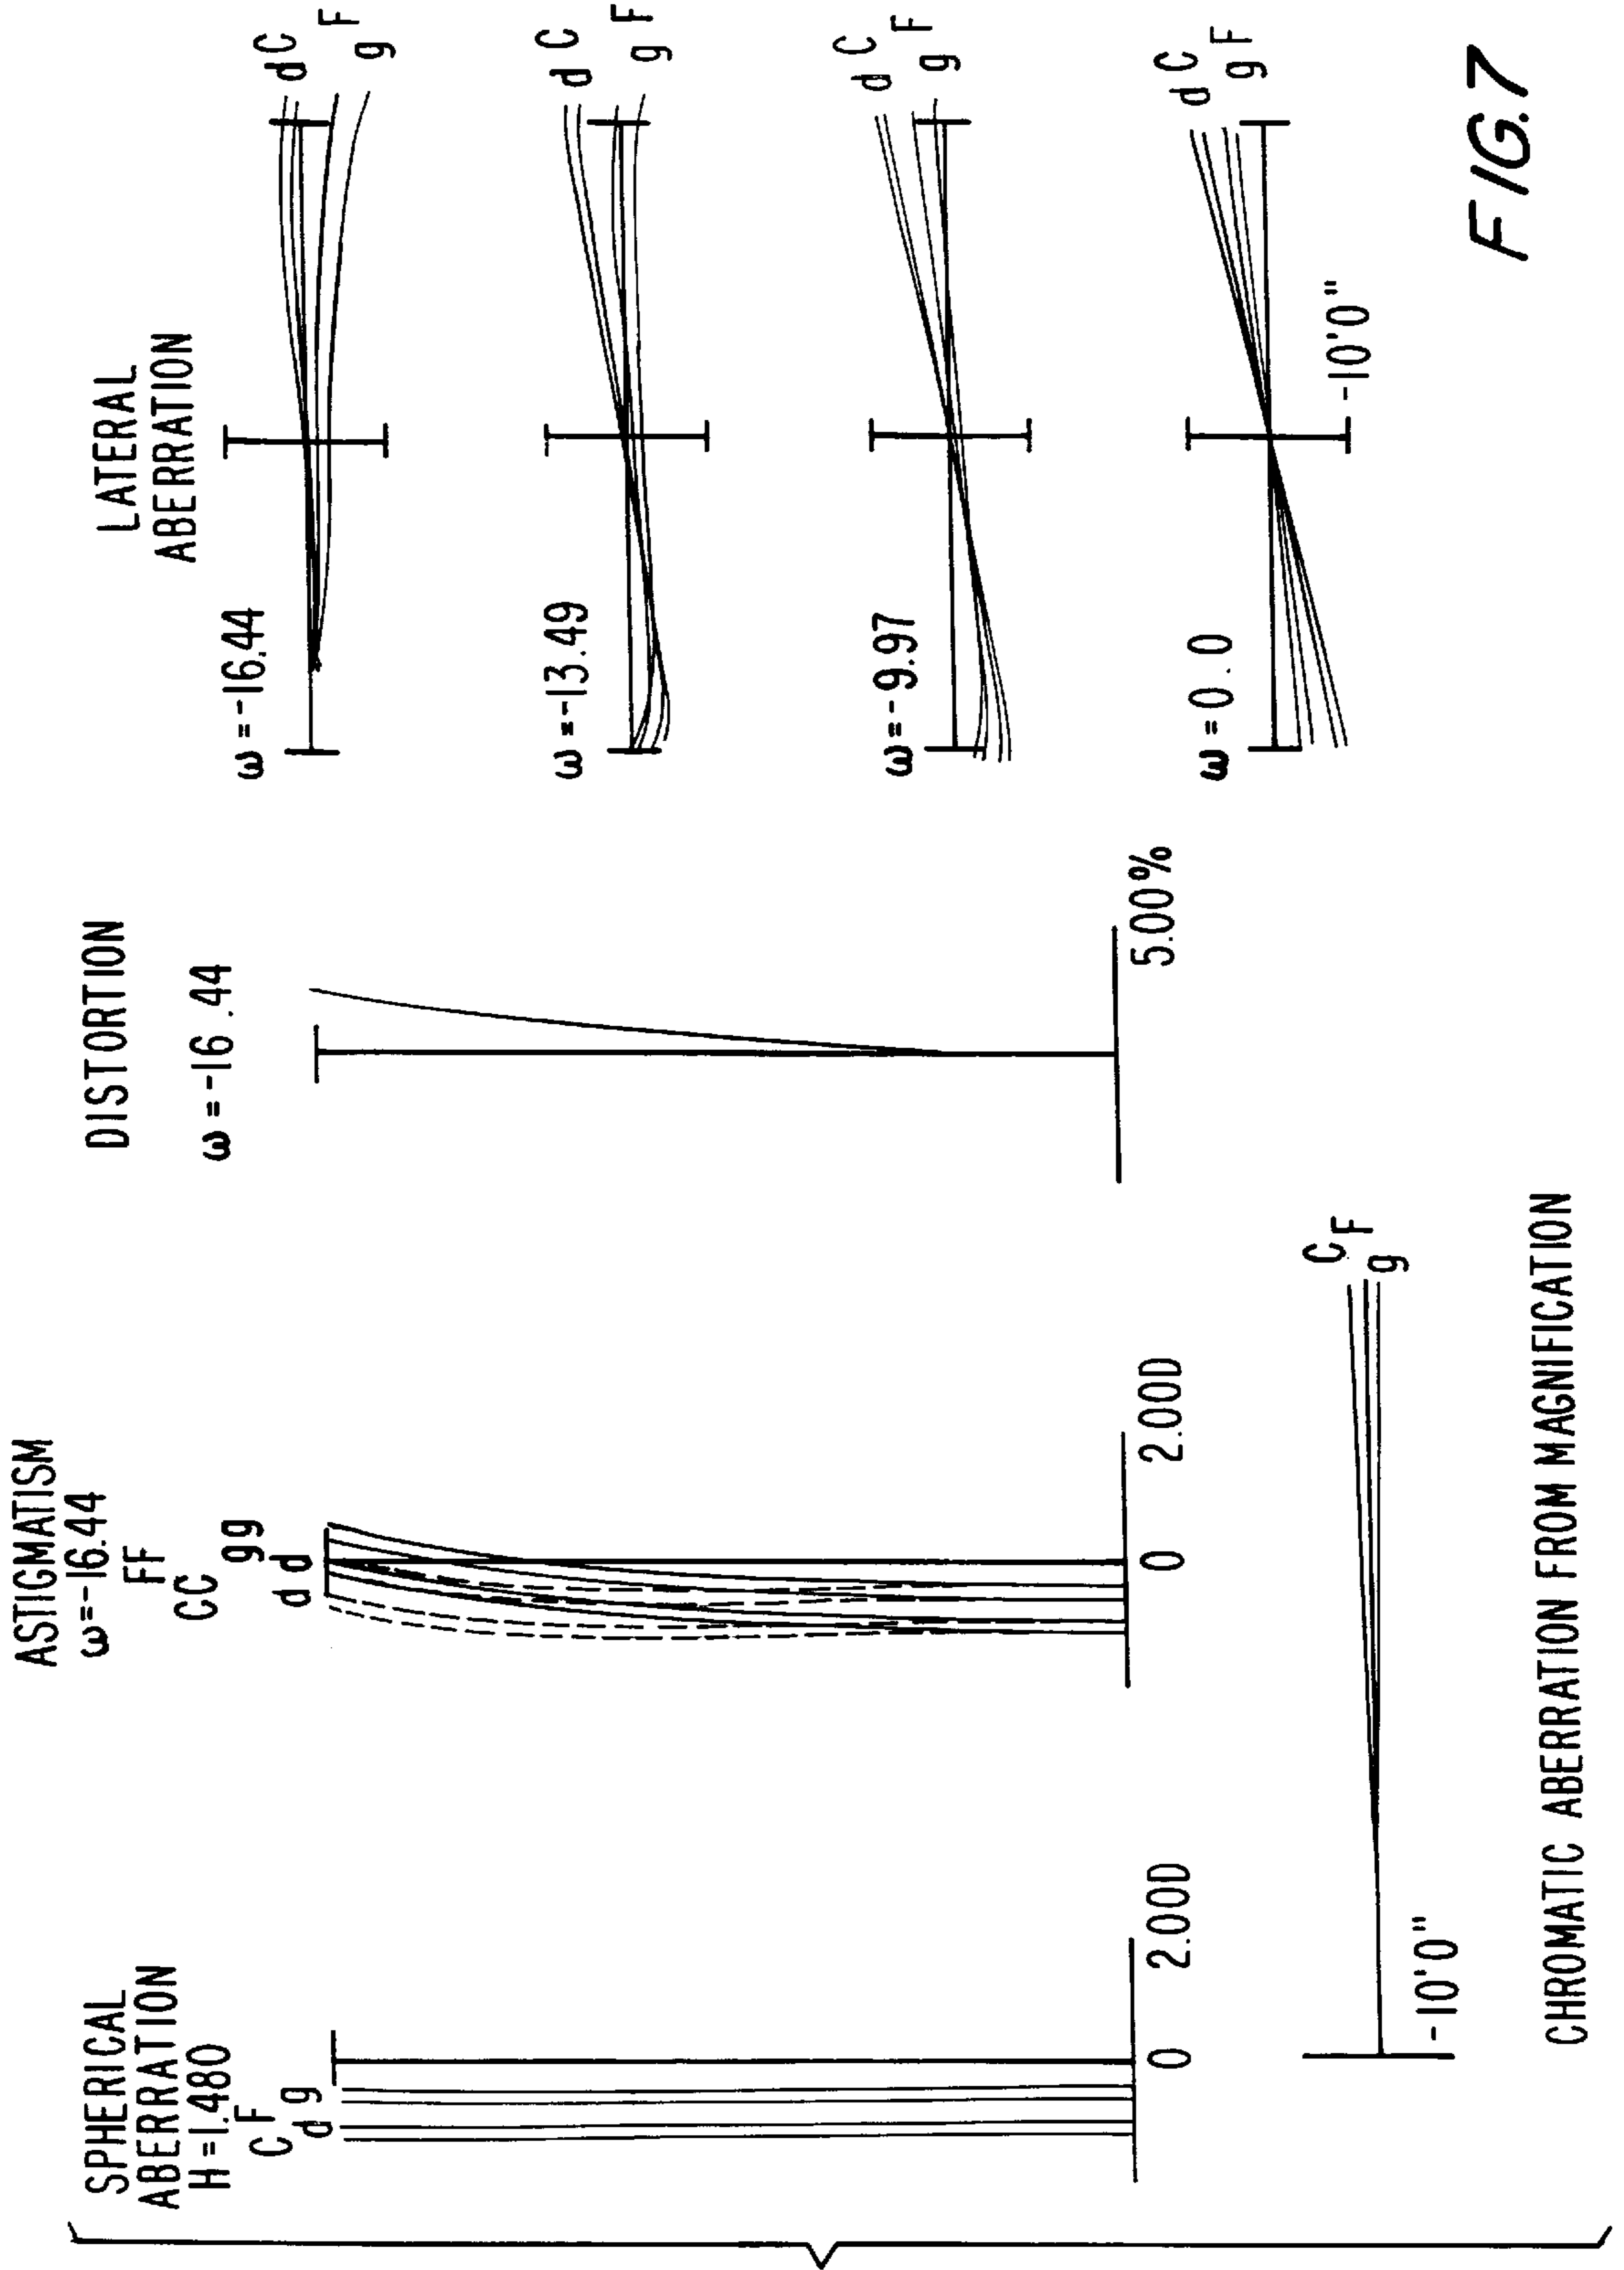 SPHERICAL
ABERRATION
H=1.480
C F
d g
0 2.00D
ASTIGMATISM
ω=-16.44
FF
CC
gg
d d
0 2.00D
DISTORTION
ω=-16.44
5.00%
LATERAL
ABERRATION
ω=-16.44
d C
g F
ω=-13.49
d C
g F
ω=-9.97
d C
g F
ω=0.0
d C
g F
-10'0"
C
F
g
-10'0"
CHROMATIC ABERRATION FROM MAGNIFICATION
FIG.7